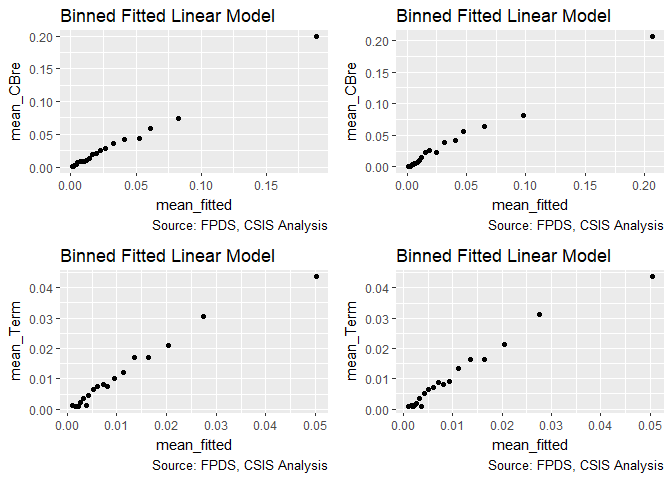 Binned Fitted Linear Model
mean_CBre
0.20
0.15
0.10
0.05
0.00
0.00 0.05 0.10 0.15
mean_fitted
Source: FPDS, CSIS Analysis
Binned Fitted Linear Model
mean_CBre
0.20
0.15
0.10
0.05
0.00
0.00 0.05 0.10 0.15 0.20
mean_fitted
Source: FPDS, CSIS Analysis
Binned Fitted Linear Model
mean_Term
0.04
0.03
0.02
0.01
0.00
0.00 0.01 0.02 0.03 0.04 0.05
mean_fitted
Source: FPDS, CSIS Analysis
Binned Fitted Linear Model
mean_Term
0.04
0.03
0.02
0.01
0.00
0.00 0.01 0.02 0.03 0.04 0.05
mean_fitted
Source: FPDS, CSIS Analysis